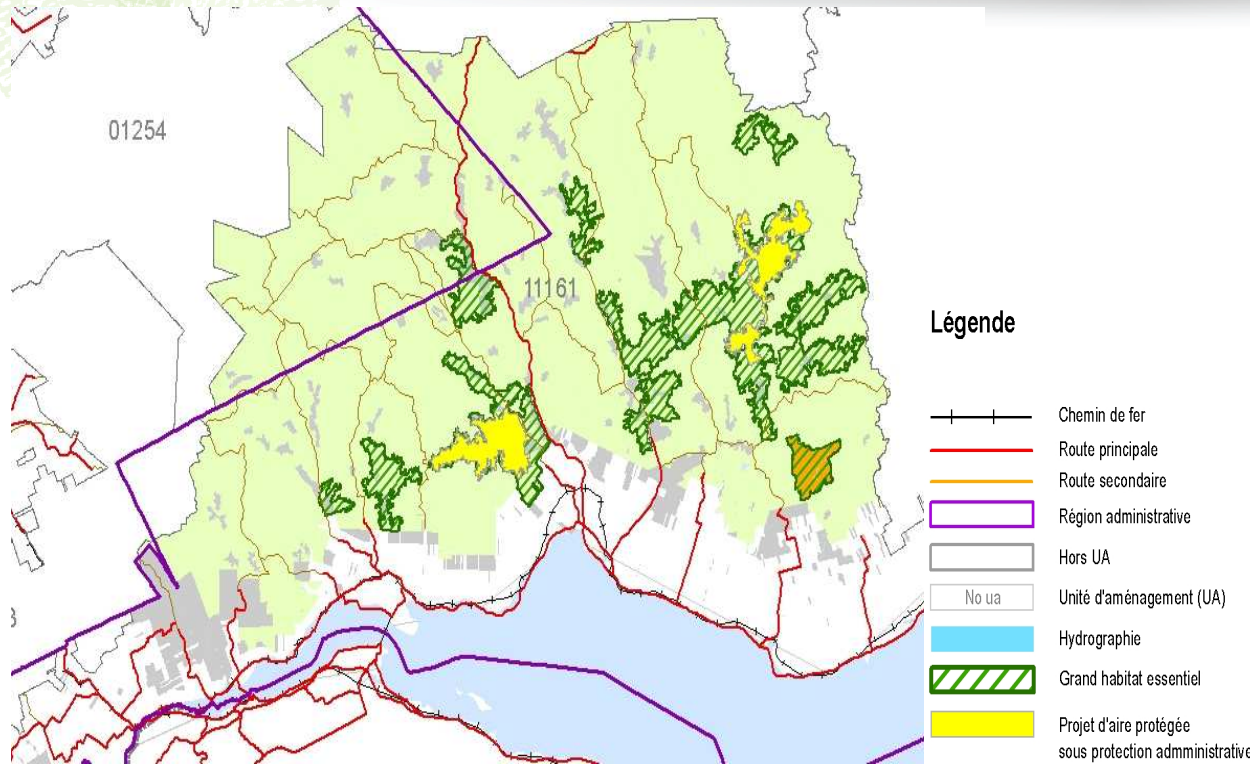 01254
11161
Légende
Chemin de fer
Route principale
Route secondaire
Région administrative
Hors UA
No ua
Unité d'aménagement (UA)
Hydrographie
Grand habitat essentiel
Projet d'aire protégée
sous protection admministrative